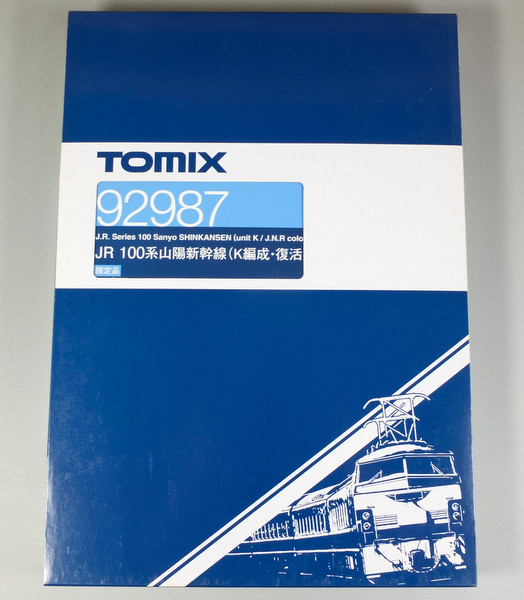 TOMIX
92987
J.R. Series 100 Sanyo SHINKANSEN (unit K / J.N.R colo
JR 100系山陽新幹線(K編成・復活
限定品